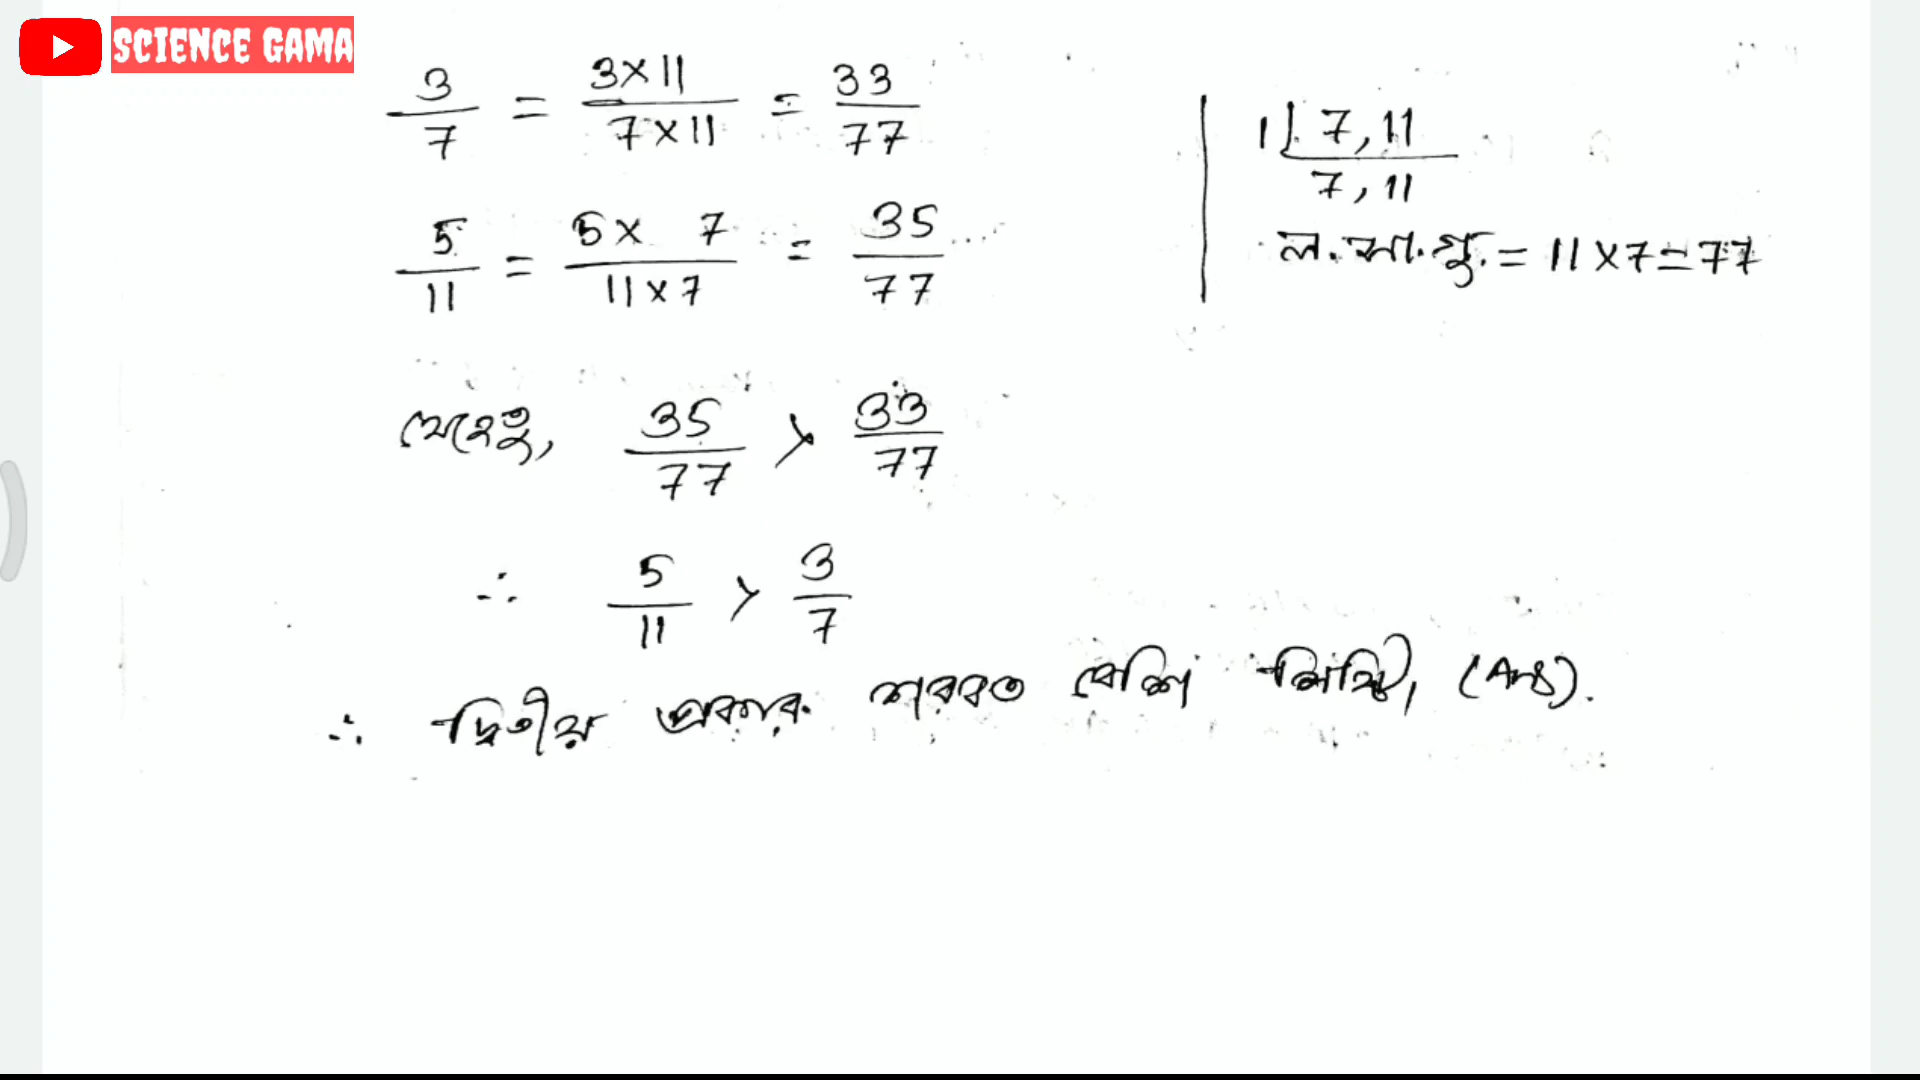 SCIENCE GAMA
3/7 = 3×11/7×11 = 33/77
5/11 = 5× 7/11×7 = 35/77
1) 7, 11
7, 11
ল.সা.গু. = 11×7=77
যেহেতু, 35/77 > 33/77
∴ 5/11 > 3/7
∴ দ্বিতীয় প্রকার শরবত বেশি মিষ্টি, (Ans).